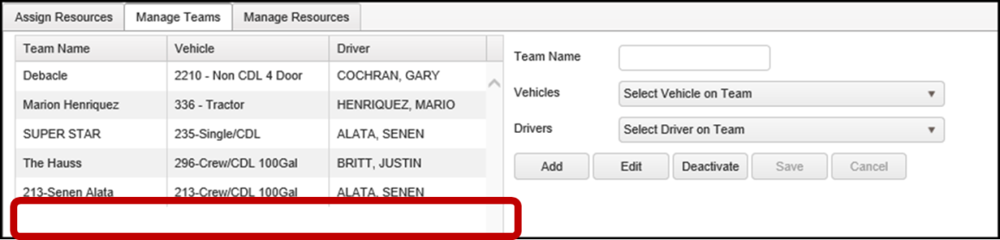 Assign Resources Manage Teams Manage Resources
Team Name Vehicle Driver
Debacle 2210 - Non CDL 4 Door COCHRAN, GARY
Marion Henriquez 336 - Tractor HENRIQUEZ, MARIO
SUPER STAR 235-Single/CDL ALATA, SENEN
The Hauss 296-Crew/CDL 100Gal BRITT, JUSTIN
213-Senen Alata 213-Crew/CDL 100Gal ALATA, SENEN
Team Name
Vehicles Select Vehicle on Team
Drivers Select Driver on Team
Add Edit Deactivate Save Cancel